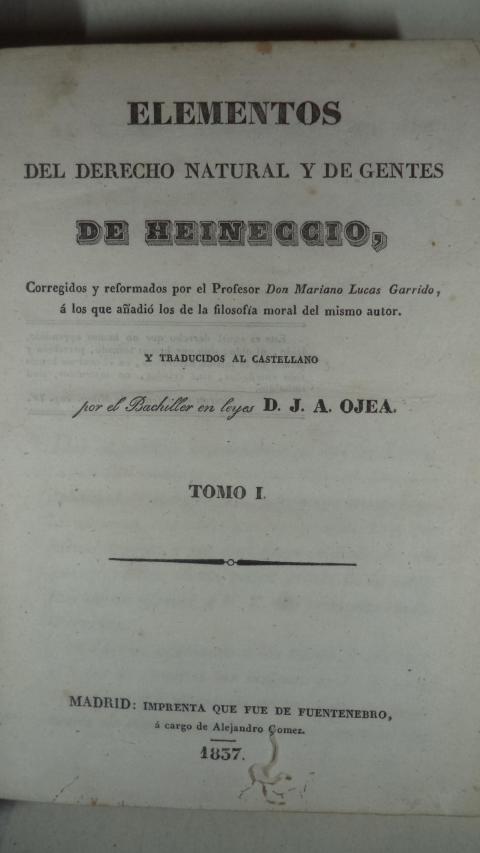 ELEMENTOS
DEL DERECHO NATURAL Y DE GENTES
DE HEINECCIO,
Corregidos y reformados por el Profesor Don Mariano Lucas Garrido,
á los que añadió los de la filosofía moral del mismo autor.
Y TRADUCIDOS AL CASTELLANO
por el Bachiller en leyes D. J. A. OJEA.
TOMO I.
MADRID: IMPRENTA QUE FUE DE FUENTENEBRO,
á cargo de Alejandro Gomez.
1837.